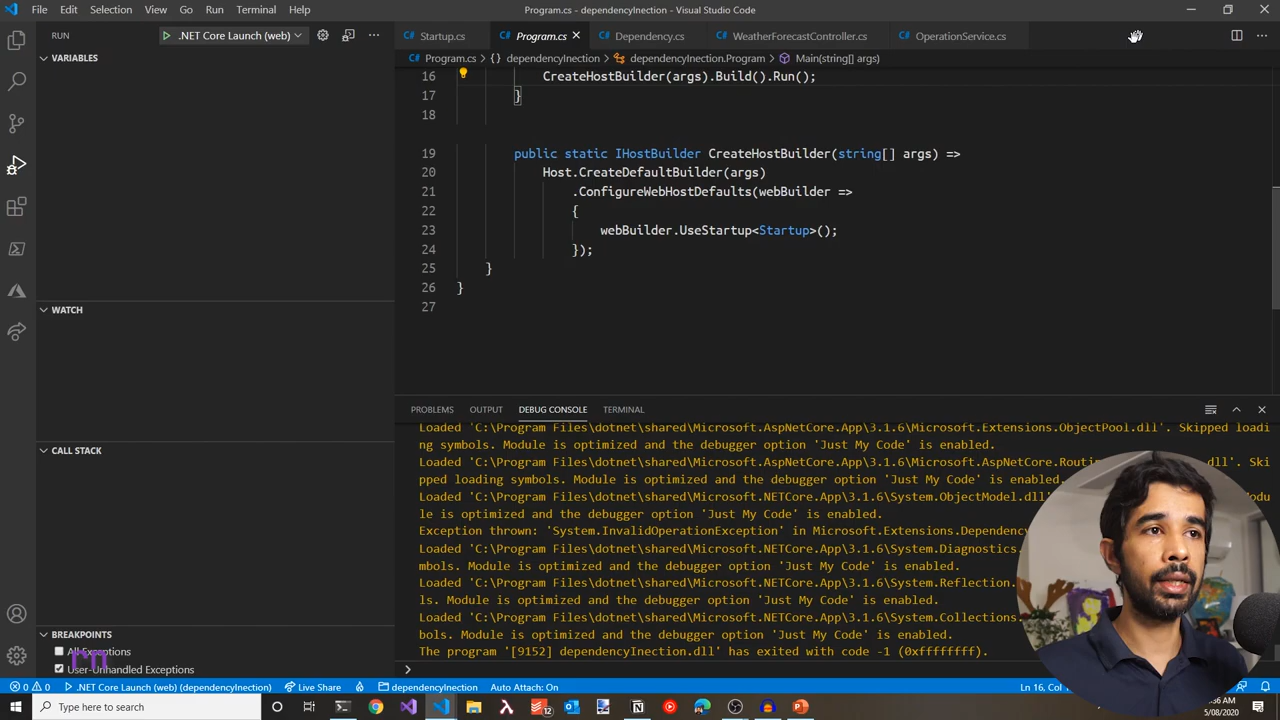 File Edit Selection View Go Run Terminal Help
Program.cs - dependencyInection - Visual Studio Code
RUN .NET Core Launch (web)
Startup.cs Program.cs Dependency.cs WeatherForecastController.cs OperationService.cs
VARIABLES
Program.cs {} dependencyInection dependencyInection.Program Main(string[] args)
16 CreateHostBuilder(args).Build().Run();
17 }
18
19 public static IHostBuilder CreateHostBuilder(string[] args) =>
20 Host.CreateDefaultBuilder(args)
21 .ConfigureWebHostDefaults(webBuilder =>
22 {
23 webBuilder.UseStartup<Startup>();
24 });
25 }
26 }
27
WATCH
CALL STACK
BREAKPOINTS
All Exceptions
User-Unhandled Exceptions
rm
PROBLEMS OUTPUT DEBUG CONSOLE TERMINAL
Loaded 'C:\Program Files\dotnet\shared\Microsoft.AspNetCore.App\3.1.6\Microsoft.Extensions.ObjectPool.dll'. Skipped loadi
ng symbols. Module is optimized and the debugger option 'Just My Code' is enabled.
Loaded 'C:\Program Files\dotnet\shared\Microsoft.AspNetCore.App\3.1.6\Microsoft.AspNetCore.Routi dll'. Ski
pped loading symbols. Module is optimized and the debugger option 'Just My Code' is enabled.
Loaded 'C:\Program Files\dotnet\shared\Microsoft.NETCore.App\3.1.6\System.ObjectModel.dll' Modu
le is optimized and the debugger option 'Just My Code' is enabled.
Exception thrown: 'System.InvalidOperationException' in Microsoft.Extensions.Dependency
Loaded 'C:\Program Files\dotnet\shared\Microsoft.NETCore.App\3.1.6\System.Diagnostics.
mbols. Module is optimized and the debugger option 'Just My Code' is enabled.
Loaded 'C:\Program Files\dotnet\shared\Microsoft.NETCore.App\3.1.6\System.Reflection.
ls. Module is optimized and the debugger option 'Just My Code' is enabled.
Loaded 'C:\Program Files\dotnet\shared\Microsoft.NETCore.App\3.1.6\System.Collections.
bols. Module is optimized and the debugger option 'Just My Code' is enabled.
The program '[9152] dependencyInection.dll' has exited with code -1 (0xffffffff).
>
0 0 .NET Core Launch (web) (dependencyInection) Live Share dependencyInection Auto Attach: On Ln 16, C
Type here to search
12
:36 AM
5/08/2020